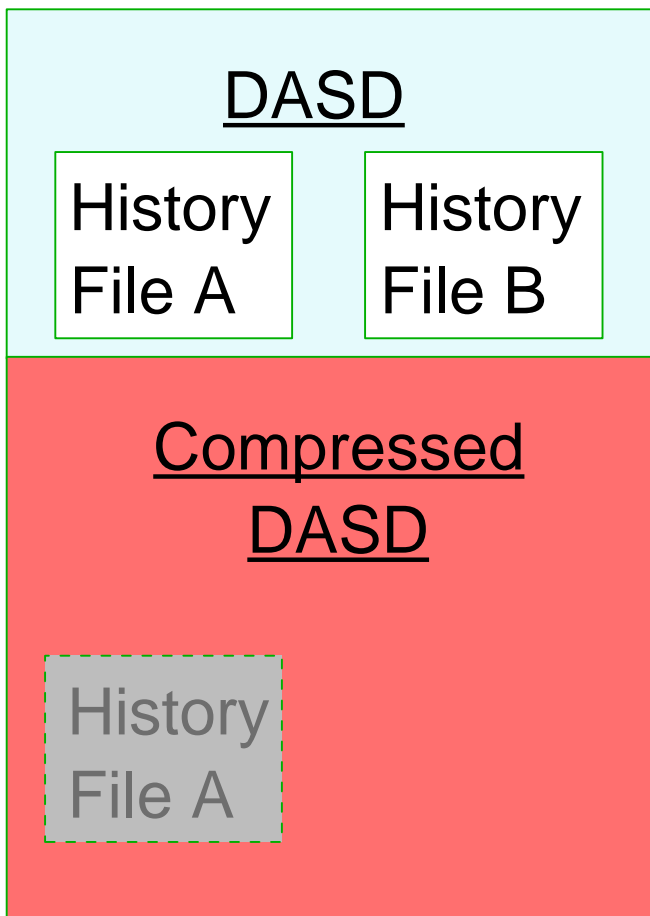 DASD
History History
File A File B
Compressed
DASD
History
File A